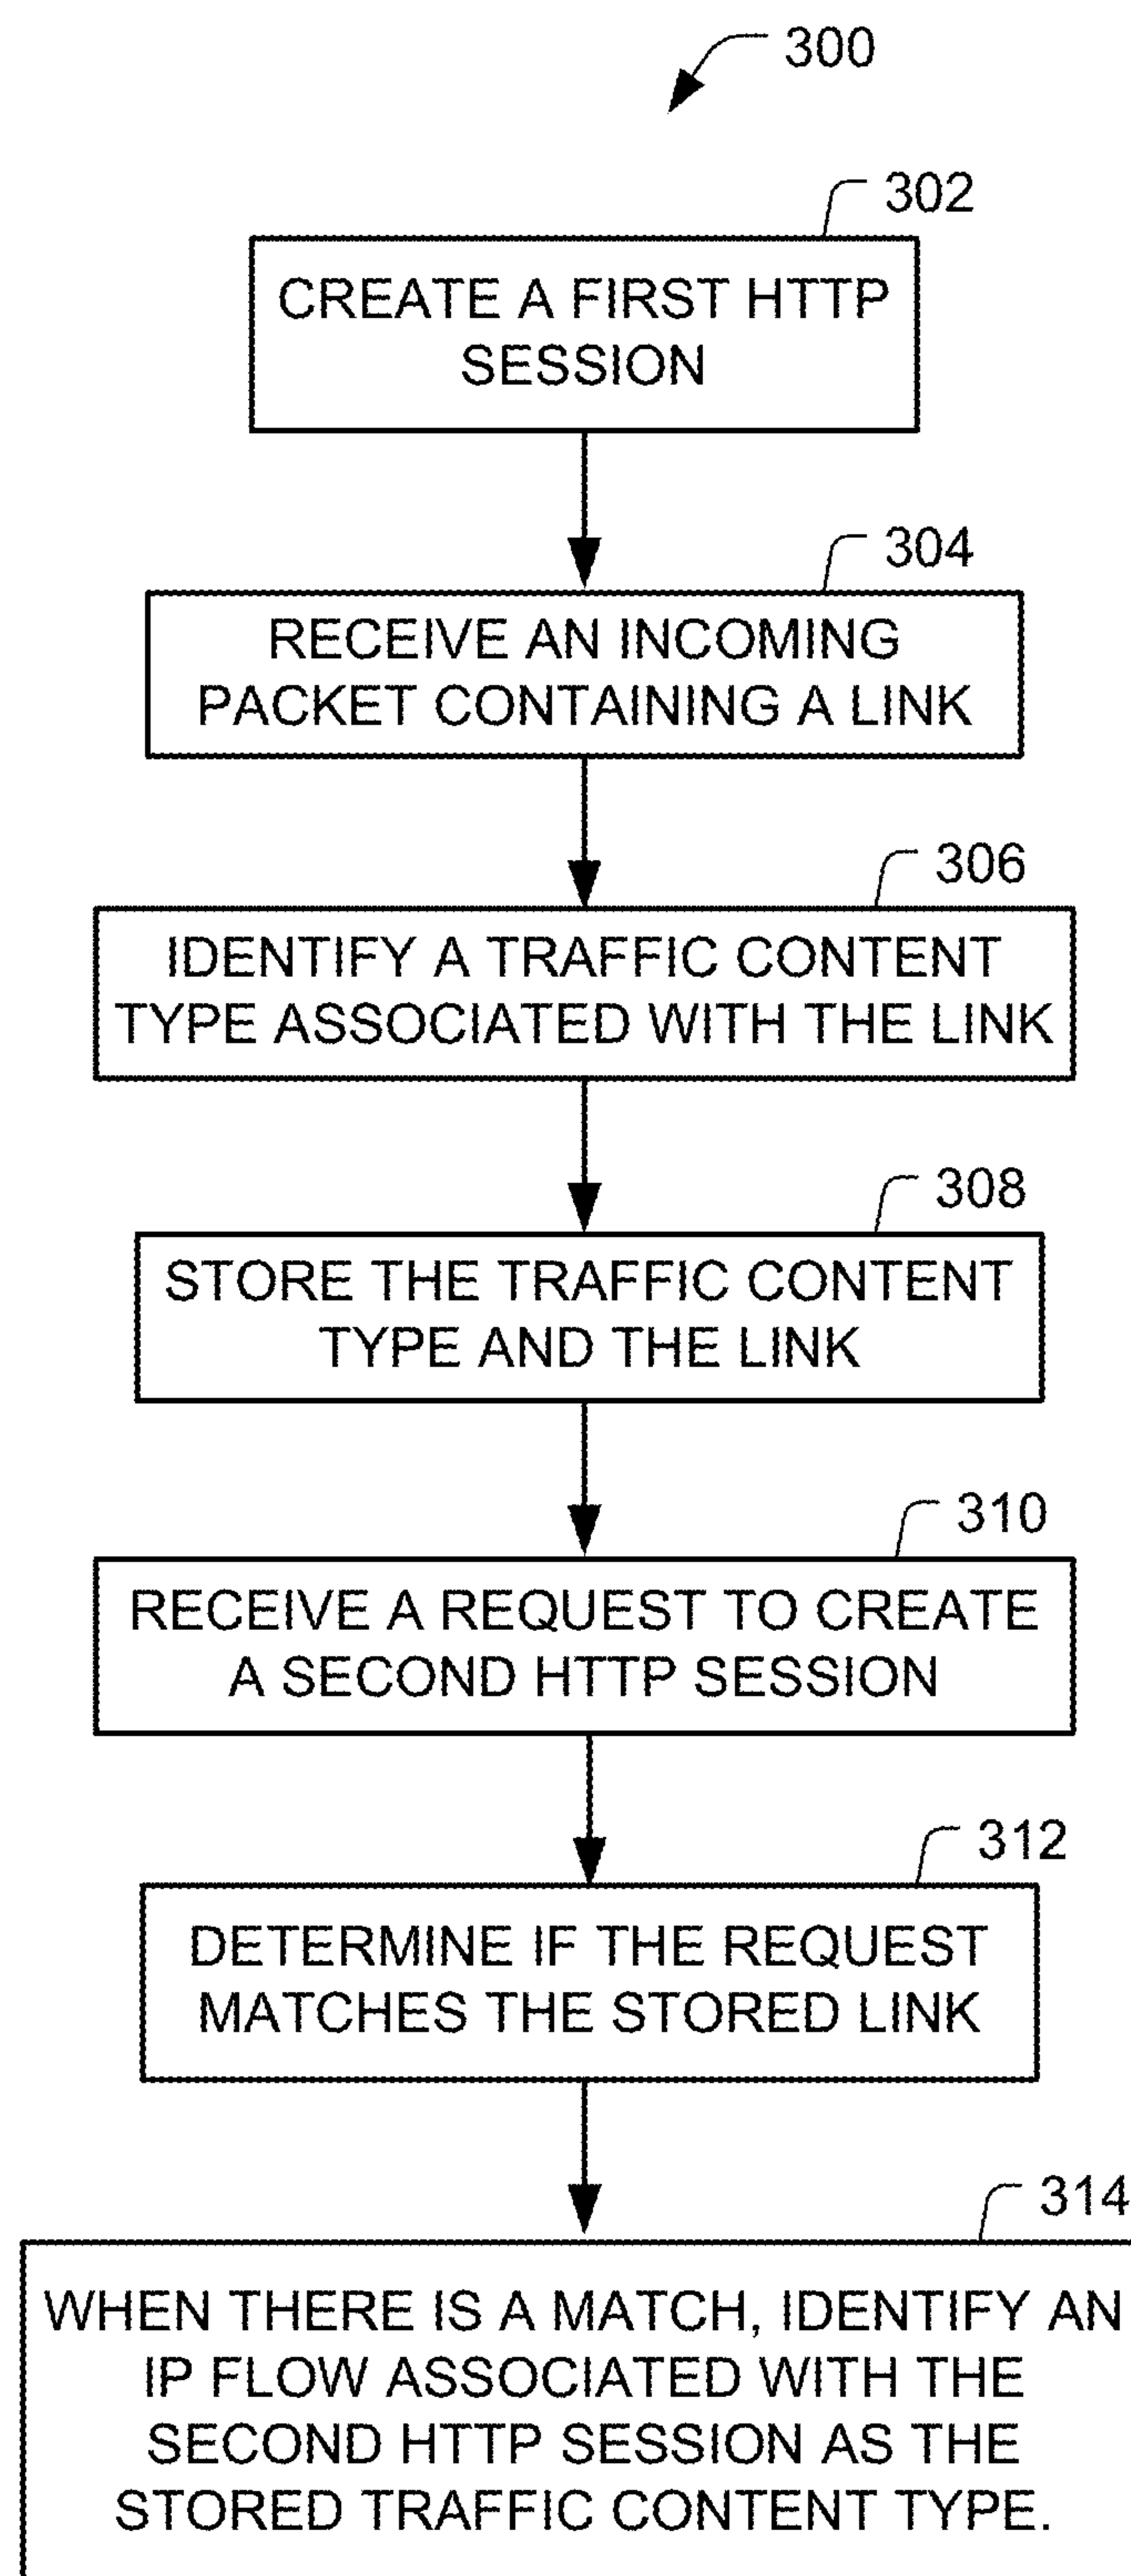 300
302
CREATE A FIRST HTTP
SESSION
304
RECEIVE AN INCOMING
PACKET CONTAINING A LINK
306
IDENTIFY A TRAFFIC CONTENT
TYPE ASSOCIATED WITH THE LINK
308
STORE THE TRAFFIC CONTENT
TYPE AND THE LINK
310
RECEIVE A REQUEST TO CREATE
A SECOND HTTP SESSION
312
DETERMINE IF THE REQUEST
MATCHES THE STORED LINK
314
WHEN THERE IS A MATCH, IDENTIFY AN
IP FLOW ASSOCIATED WITH THE
SECOND HTTP SESSION AS THE
STORED TRAFFIC CONTENT TYPE.